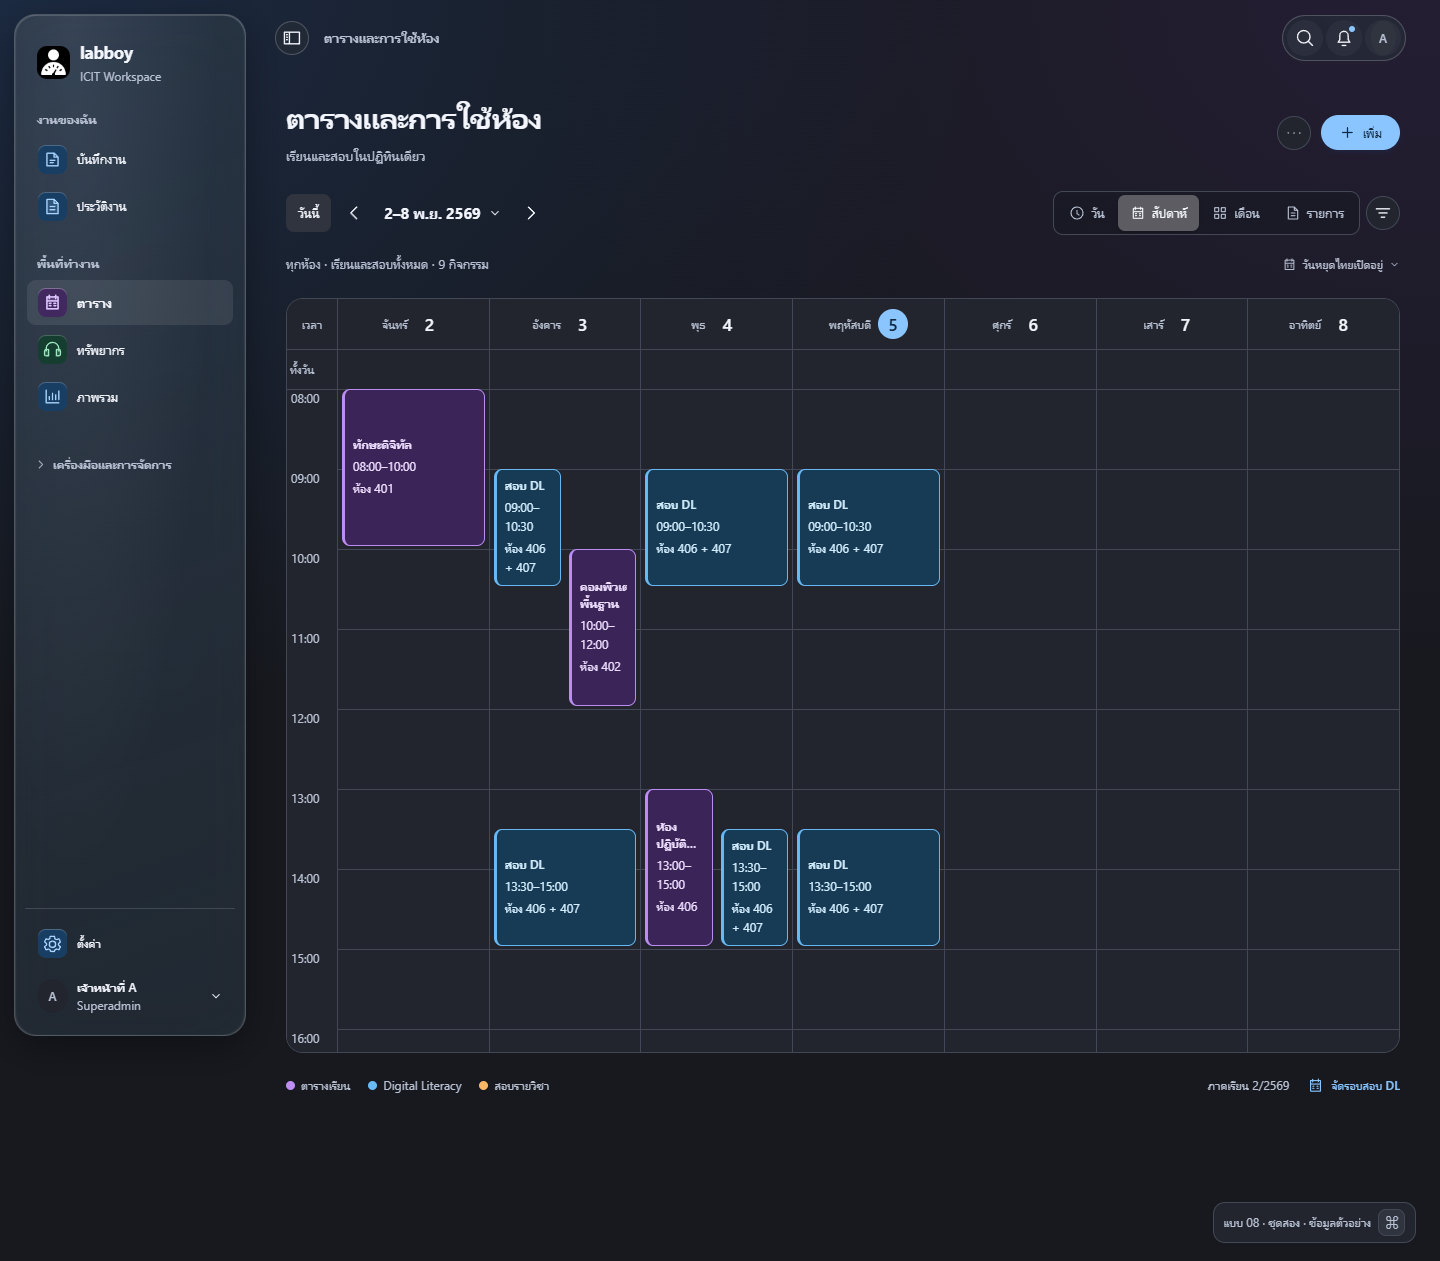 labboy
ICIT Workspace
งานของฉัน
บันทึกงาน
ประวัติงาน
พื้นที่ทำงาน
ตาราง
ทรัพยากร
ภาพรวม
เครื่องมือและการจัดการ
ตั้งค่า
A
เจ้าหน้าที่ A
Superadmin
ตารางและการใช้ห้อง
A
ตารางและการใช้ห้อง
เรียนและสอบในปฏิทินเดียว
เพิ่ม
วันนี้
2–8 พ.ย. 2569
วัน
สัปดาห์
เดือน
รายการ
ทุกห้อง · เรียนและสอบทั้งหมด · 9 กิจกรรม
วันหยุดไทยเปิดอยู่
เวลา
จันทร์ 2
อังคาร 3
พุธ 4
พฤหัสบดี 5
ศุกร์ 6
เสาร์ 7
อาทิตย์ 8
ทั้งวัน
08:00
09:00
10:00
11:00
12:00
13:00
14:00
15:00
16:00
ทักษะดิจิทัล
08:00–10:00
ห้อง 401
สอบ DL
09:00–
10:30
ห้อง 406
+ 407
คอมพิวเต
พื้นฐาน
10:00–
12:00
ห้อง 402
สอบ DL
13:30–15:00
ห้อง 406 + 407
สอบ DL
09:00–10:30
ห้อง 406 + 407
ห้อง
ปฏิบัติ...
13:00–
15:00
ห้อง 406
สอบ DL
13:30–
15:00
ห้อง 406
+ 407
สอบ DL
09:00–10:30
ห้อง 406 + 407
สอบ DL
13:30–15:00
ห้อง 406 + 407
ตารางเรียน
Digital Literacy
สอบรายวิชา
ภาคเรียน 2/2569
จัดรอบสอบ DL
แบบ 08 · ชุดสอง · ข้อมูลตัวอย่าง
⌘